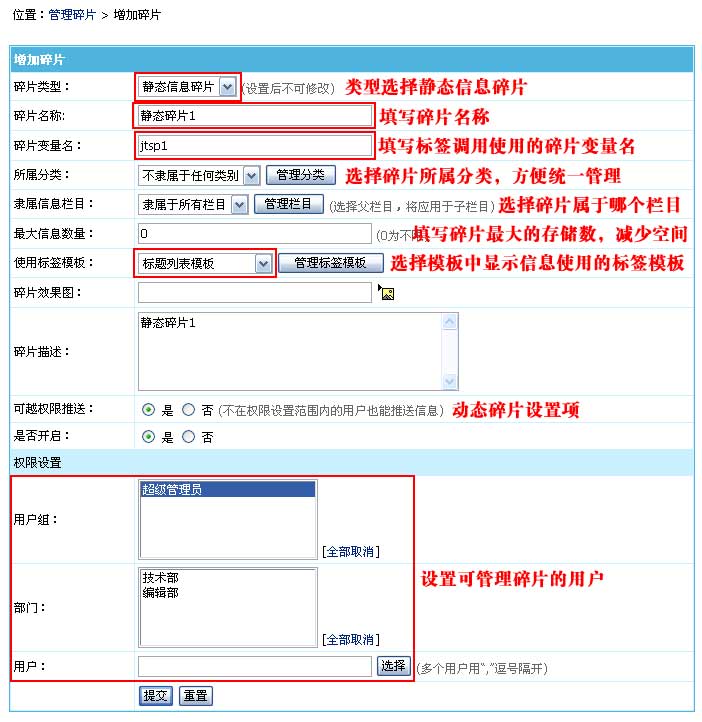 位置：管理碎片 > 增加碎片
增加碎片
碎片类型： 静态信息碎片 (设置后不可修改) 类型选择静态信息碎片
碎片名称: 静态碎片1 填写碎片名称
碎片变量名： jtsp1 填写标签调用使用的碎片变量名
所属分类： 不隶属于任何类别 管理分类 选择碎片所属分类，方便统一管理
隶属信息栏目： 隶属于所有栏目 管理栏目 (选择父栏目，将应用于子栏目) 选择碎片属于哪个栏目
最大信息数量： 0 (0为不限 填写碎片最大的存储数，减少空间
使用标签模板： 标题列表模板 管理标签模板 选择模板中显示信息使用的标签模板
碎片效果图：
碎片描述： 静态碎片1
可越权限推送： 是 否 (不在权限设置范围内的用户也能推送信息) 动态碎片设置项
是否开启： 是 否
权限设置
用户组： 超级管理员
[全部取消]
设置可管理碎片的用户
部门： 技术部
编辑部
[全部取消]
用户： 选择 (多个用户用“,”逗号隔开)
提交 重置